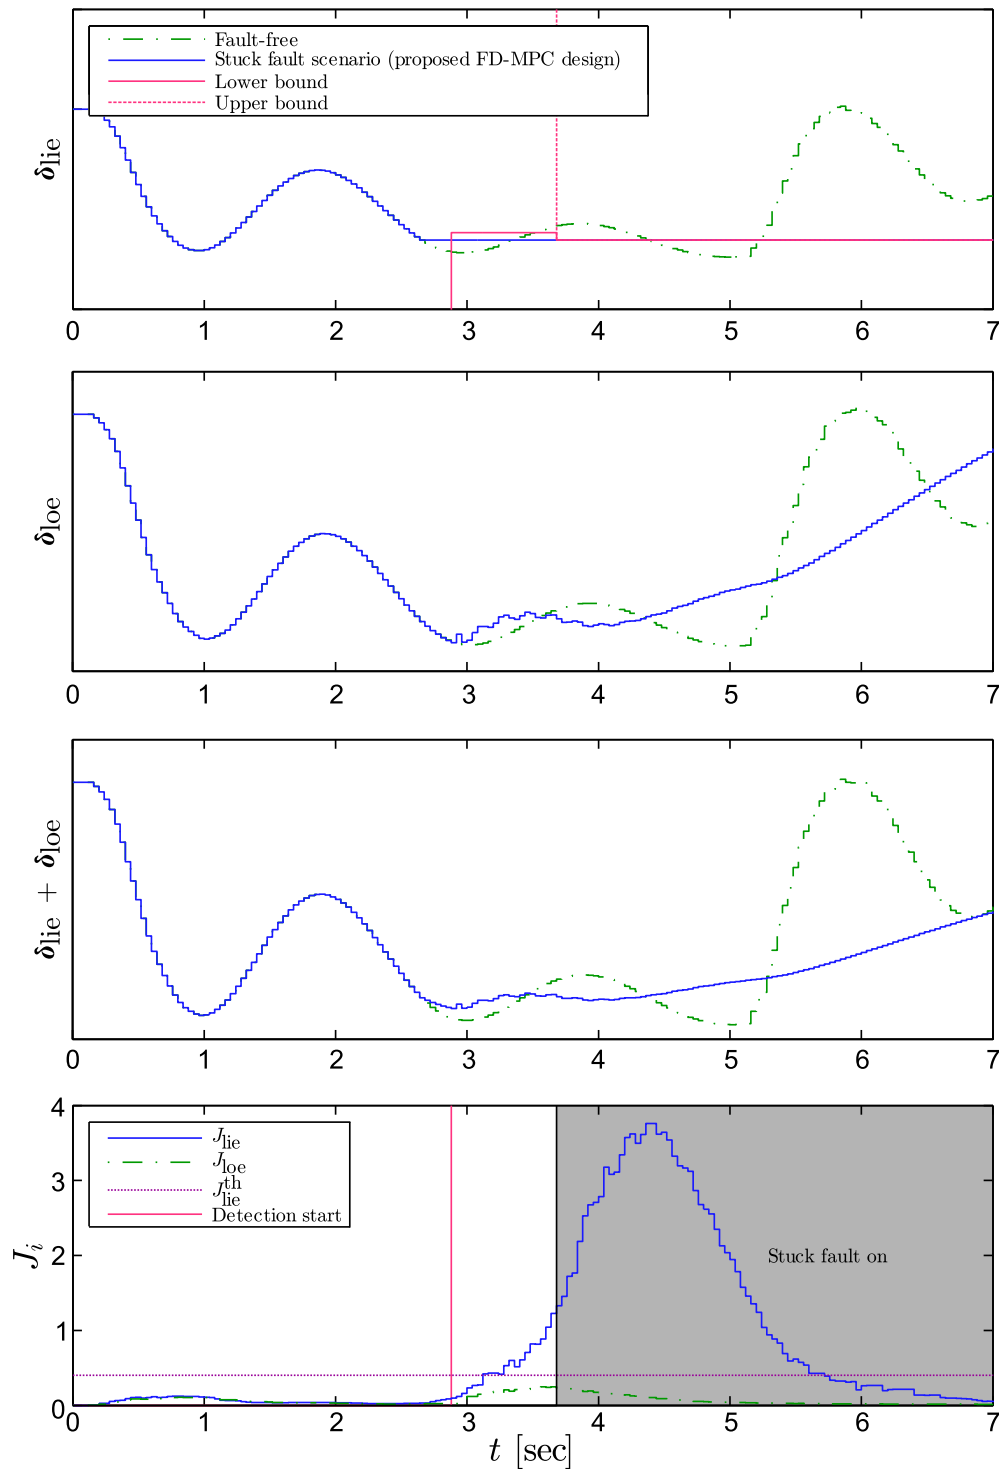 Fault-free
Stuck fault scenario (proposed FD-MPC design)
Lower bound
Upper bound
δlie
0 1 2 3 4 5 6 7
δloe
0 1 2 3 4 5 6 7
δlie + δloe
0 1 2 3 4 5 6 7
4
3
2
1
0
Ji
Jlie
Jloe
Jlie^th
Detection start
Stuck fault on
0 1 2 3 4 5 6 7
t [sec]